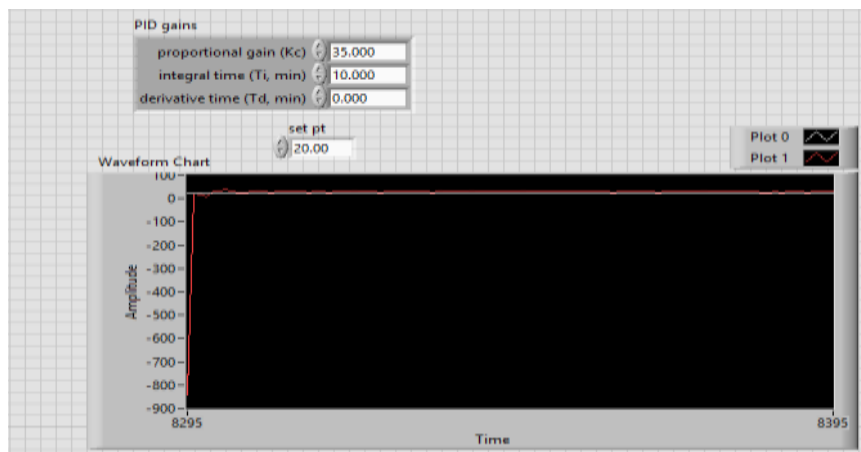 PID gains
proportional gain (Kc) 35.000
integral time (Ti, min) 10.000
derivative time (Td, min) 0.000
set pt
20.00
Plot 0
Plot 1
Waveform Chart
100
0
-100
-200
-300
-400
-500
-600
-700
-800
-900
Amplitude
8295 8395
Time